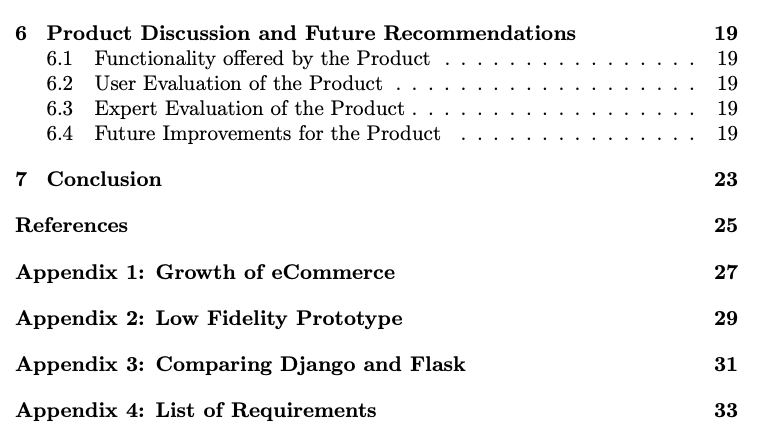 6 Product Discussion and Future Recommendations 19
6.1 Functionality offered by the Product . . . . . . . . . . . . . . . . 19
6.2 User Evaluation of the Product . . . . . . . . . . . . . . . . . . . 19
6.3 Expert Evaluation of the Product . . . . . . . . . . . . . . . . . . 19
6.4 Future Improvements for the Product . . . . . . . . . . . . . . . 19
7 Conclusion 23
References 25
Appendix 1: Growth of eCommerce 27
Appendix 2: Low Fidelity Prototype 29
Appendix 3: Comparing Django and Flask 31
Appendix 4: List of Requirements 33